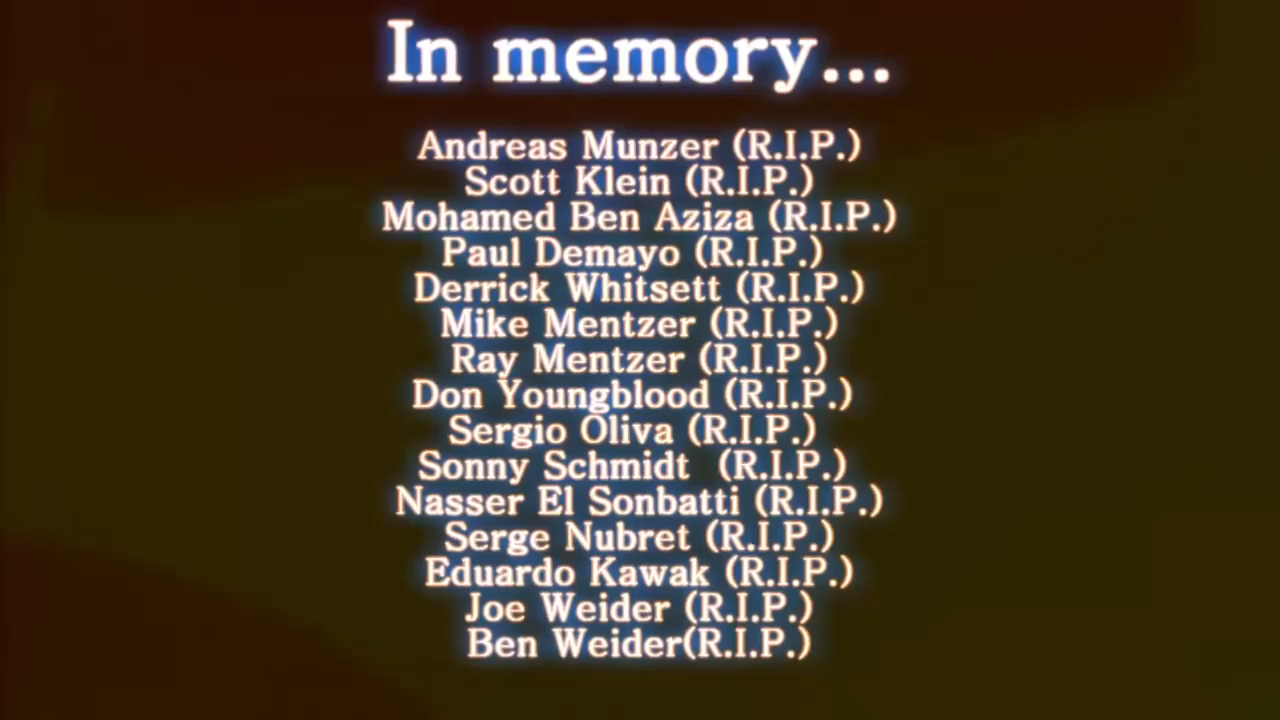 In memory...
Andreas Munzer (R.I.P.)
Scott Klein (R.I.P.)
Mohamed Ben Aziza (R.I.P.)
Paul Demayo (R.I.P.)
Derrick Whitsett (R.I.P.)
Mike Mentzer (R.I.P.)
Ray Mentzer (R.I.P.)
Don Youngblood (R.I.P.)
Sergio Oliva (R.I.P.)
Sonny Schmidt  (R.I.P.)
Nasser El Sonbatti (R.I.P.)
Serge Nubret (R.I.P.)
Eduardo Kawak (R.I.P.)
Joe Weider (R.I.P.)
Ben Weider(R.I.P.)